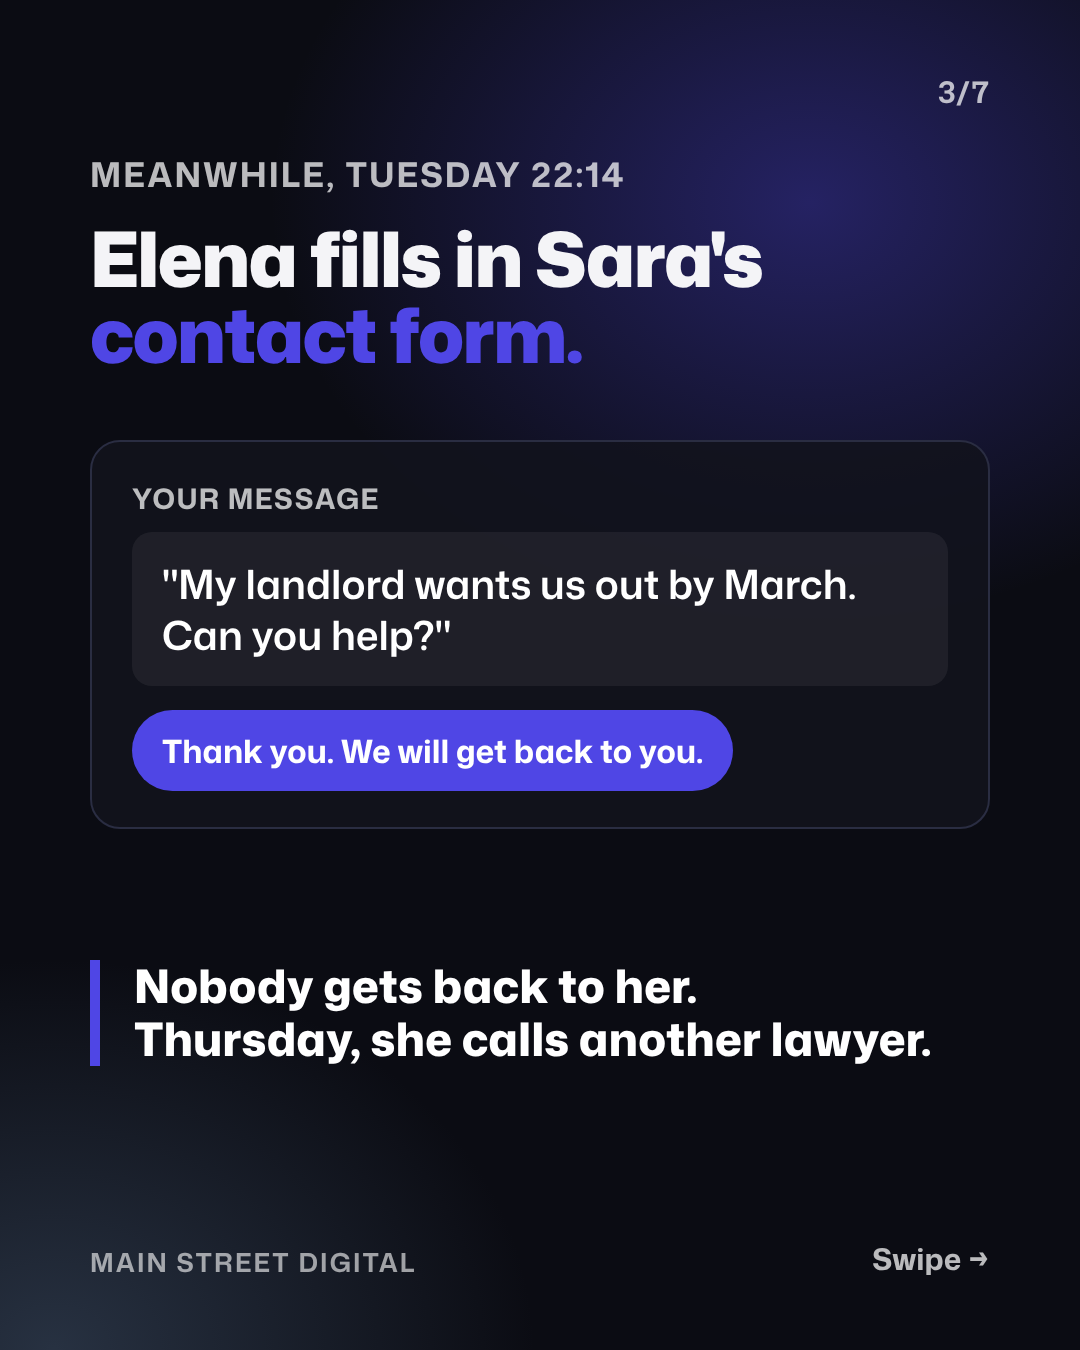 3/7
MEANWHILE, TUESDAY 22:14
Elena fills in Sara's
contact form.
YOUR MESSAGE
"My landlord wants us out by March.
Can you help?"
Thank you. We will get back to you.
Nobody gets back to her.
Thursday, she calls another lawyer.
MAIN STREET DIGITAL
Swipe →